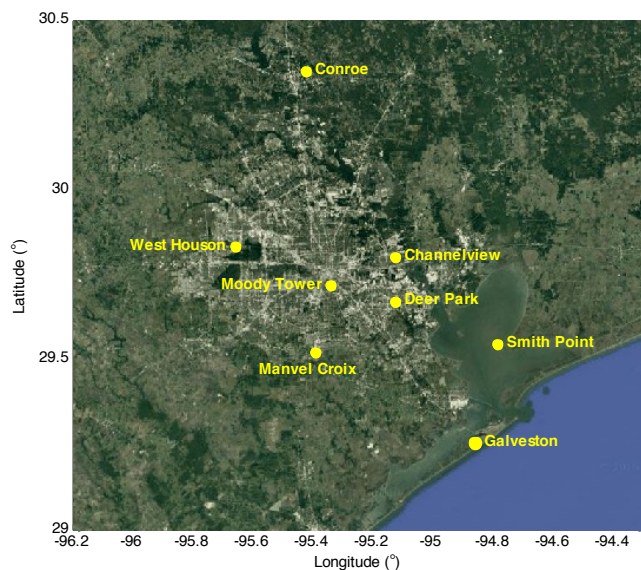 30.5
Conroe
30
West Houson
Channelview
Moody Tower
Deer Park
29.5
Smith Point
Manvel Croix
Galveston
29
-96.2 -96 -95.8 -95.6 -95.4 -95.2 -95 -94.8 -94.6 -94.4
Latitude (°)
Longitude (°)